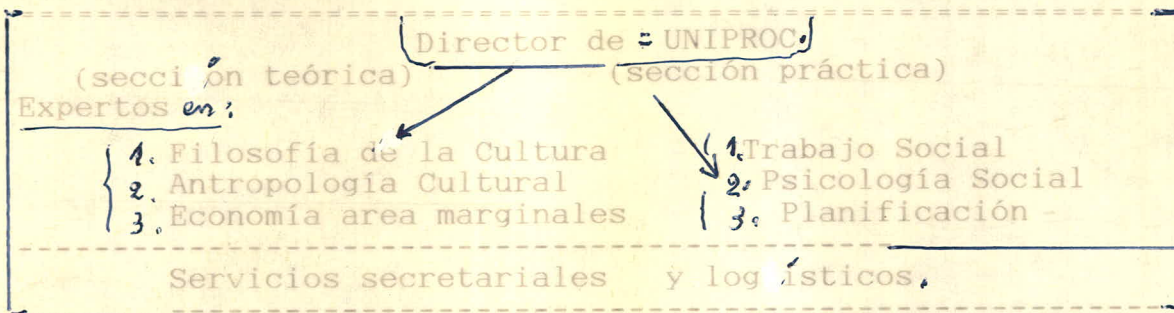 Director de = UNIPROC.
(sección teórica) (sección práctica)
Expertos en:
1. Filosofía de la Cultura 1. Trabajo Social
2. Antropología Cultural 2. Psicología Social
3. Economía area marginales 3. Planificación -
Servicios secretariales y logísticos.